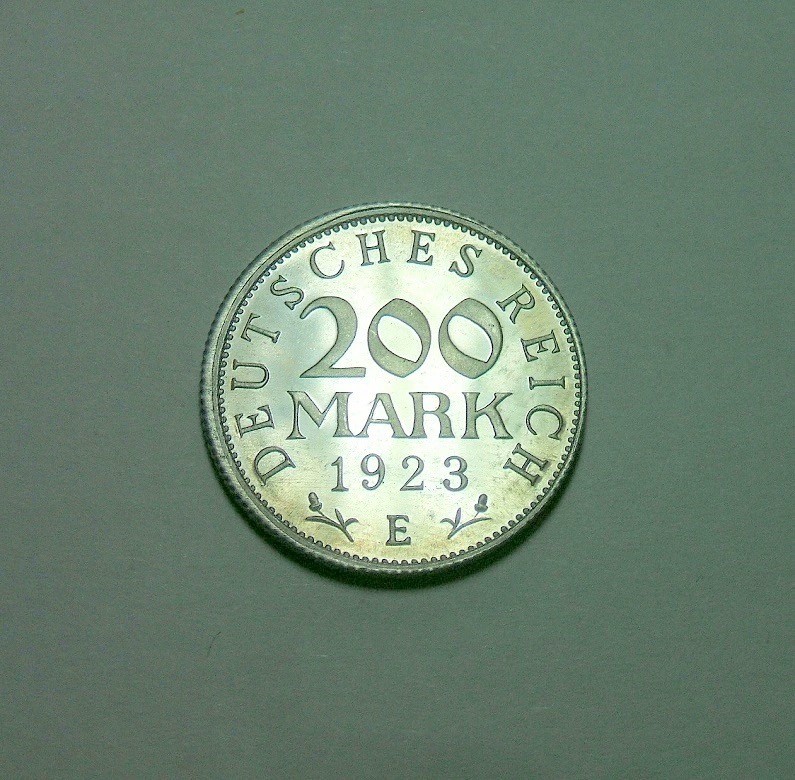 DEUTSCHES REICH
200
MARK
1923
E